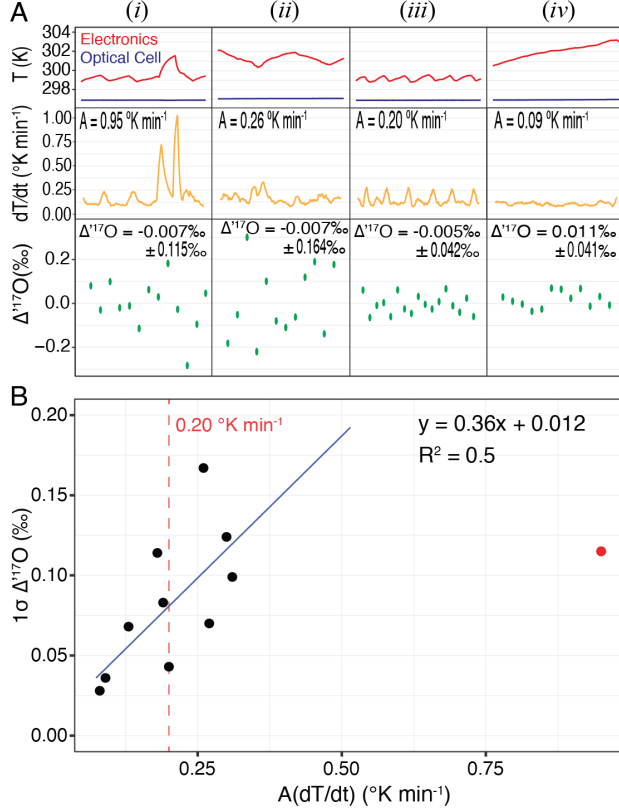 A (i) (ii) (iii) (iv)
T (K)
304
302
300
298
Electronics
Optical Cell
dT/dt (°K min⁻¹)
1.00
0.75
0.50
0.25
0.00
A = 0.95 ⁰K min⁻¹
A = 0.26 ⁰K min⁻¹
A = 0.20 ⁰K min⁻¹
A = 0.09 ⁰K min⁻¹
Δ'¹⁷O(‰)
0.2
0.0
−0.2
Δ'¹⁷O = -0.007‰
± 0.115‰
Δ'¹⁷O = -0.007‰
± 0.164‰
Δ'¹⁷O = -0.005‰
± 0.042‰
Δ'¹⁷O = 0.011‰
± 0.041‰
B
1σ Δ'¹⁷O (‰)
0.20
0.15
0.10
0.05
0.00
0.20 °K min⁻¹
y = 0.36x + 0.012
R² = 0.5
0.25 0.50 0.75
A(dT/dt) (°K min⁻¹)